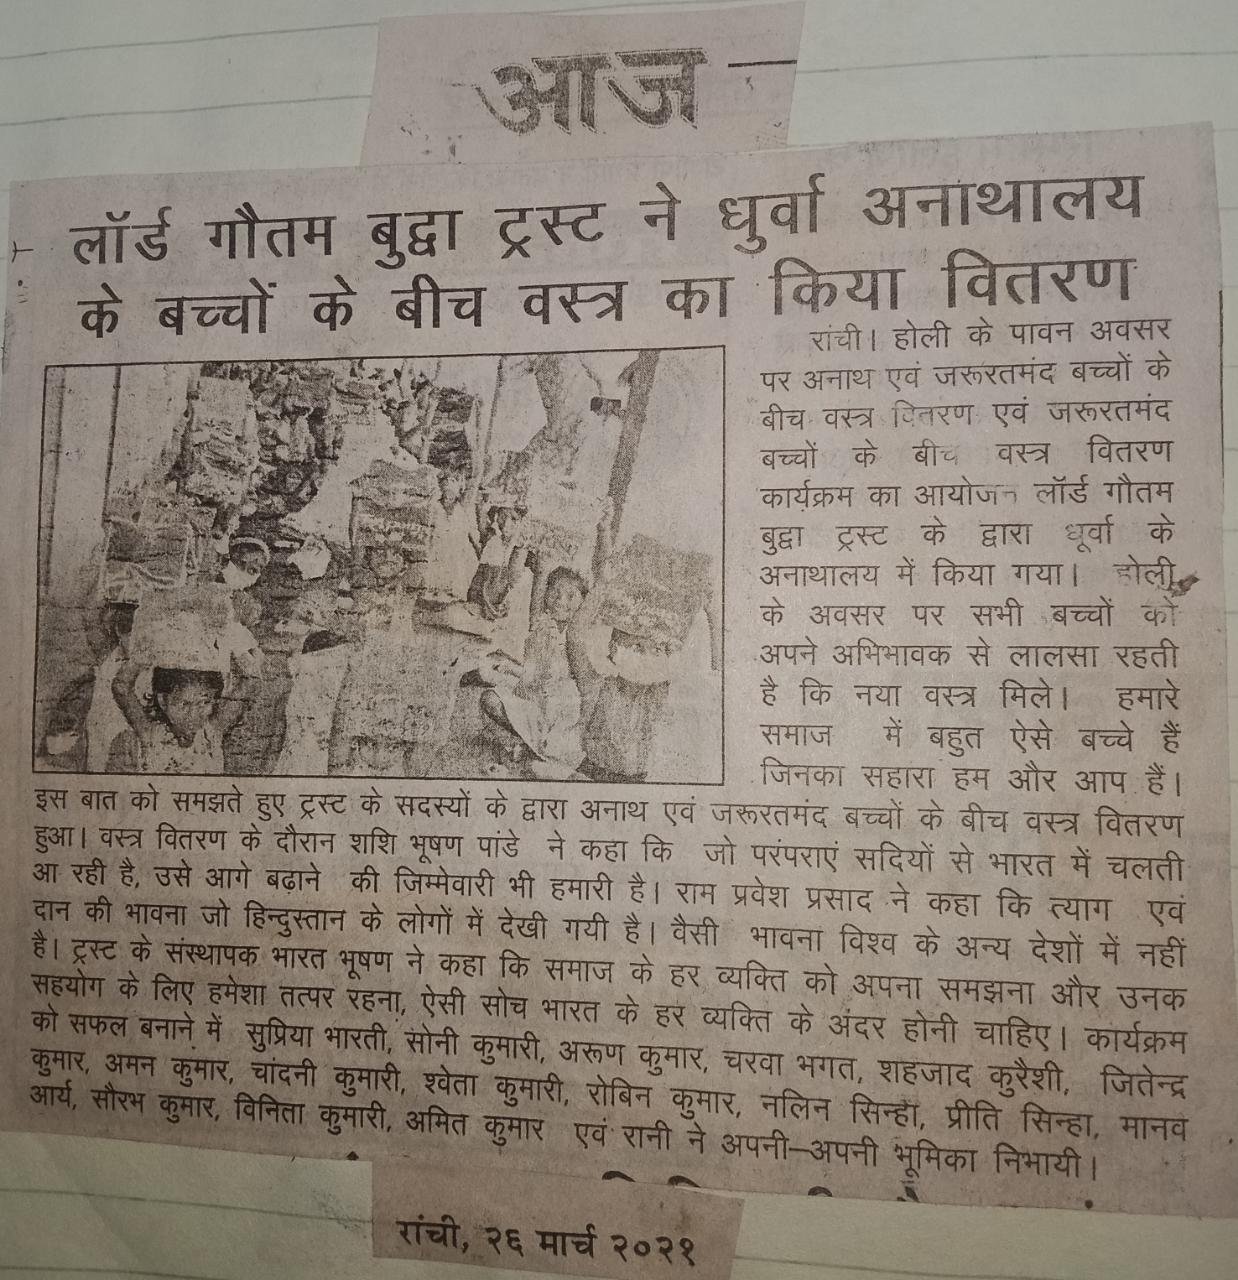 आज
लॉर्ड गौतम बुद्धा ट्रस्ट ने धुर्वा अनाथालय
के बच्चों के बीच वस्त्र का किया वितरण
रांची। होली के पावन अवसर
पर अनाथ एवं जरूरतमंद बच्चों के
बीच वस्त्र वितरण एवं जरूरतमंद
बच्चों के बीच वस्त्र वितरण
कार्यक्रम का आयोजन लॉर्ड गौतम
बुद्धा ट्रस्ट के द्वारा धूर्वा के
अनाथालय में किया गया। होली
के अवसर पर सभी बच्चों को
अपने अभिभावक से लालसा रहती
है कि नया वस्त्र मिले। हमारे
समाज में बहुत ऐसे बच्चे हैं
जिनका सहारा हम और आप हैं।
इस बात को समझते हुए ट्रस्ट के सदस्यों के द्वारा अनाथ एवं जरूरतमंद बच्चों के बीच वस्त्र वितरण
हुआ। वस्त्र वितरण के दौरान शशि भूषण पांडे ने कहा कि जो परंपराएं सदियों से भारत में चलती
आ रही है, उसे आगे बढ़ाने की जिम्मेवारी भी हमारी है। राम प्रवेश प्रसाद ने कहा कि त्याग एवं
दान की भावना जो हिन्दुस्तान के लोगों में देखी गयी है। वैसी भावना विश्व के अन्य देशों में नहीं
है। ट्रस्ट के संस्थापक भारत भूषण ने कहा कि समाज के हर व्यक्ति को अपना समझना और उनक
सहयोग के लिए हमेशा तत्पर रहना, ऐसी सोच भारत के हर व्यक्ति के अंदर होनी चाहिए। कार्यक्रम
को सफल बनाने में सुप्रिया भारती, सोनी कुमारी, अरूण कुमार, चरवा भगत, शहजाद कुरैशी, जितेन्द्र
कुमार, अमन कुमार, चांदनी कुमारी, श्वेता कुमारी, रोबिन कुमार, नलिन सिन्हा, प्रीति सिन्हा, मानव
आर्य, सौरभ कुमार, विनिता कुमारी, अमित कुमार एवं रानी ने अपनी–अपनी भूमिका निभायी।
रांची, २६ मार्च २०२१